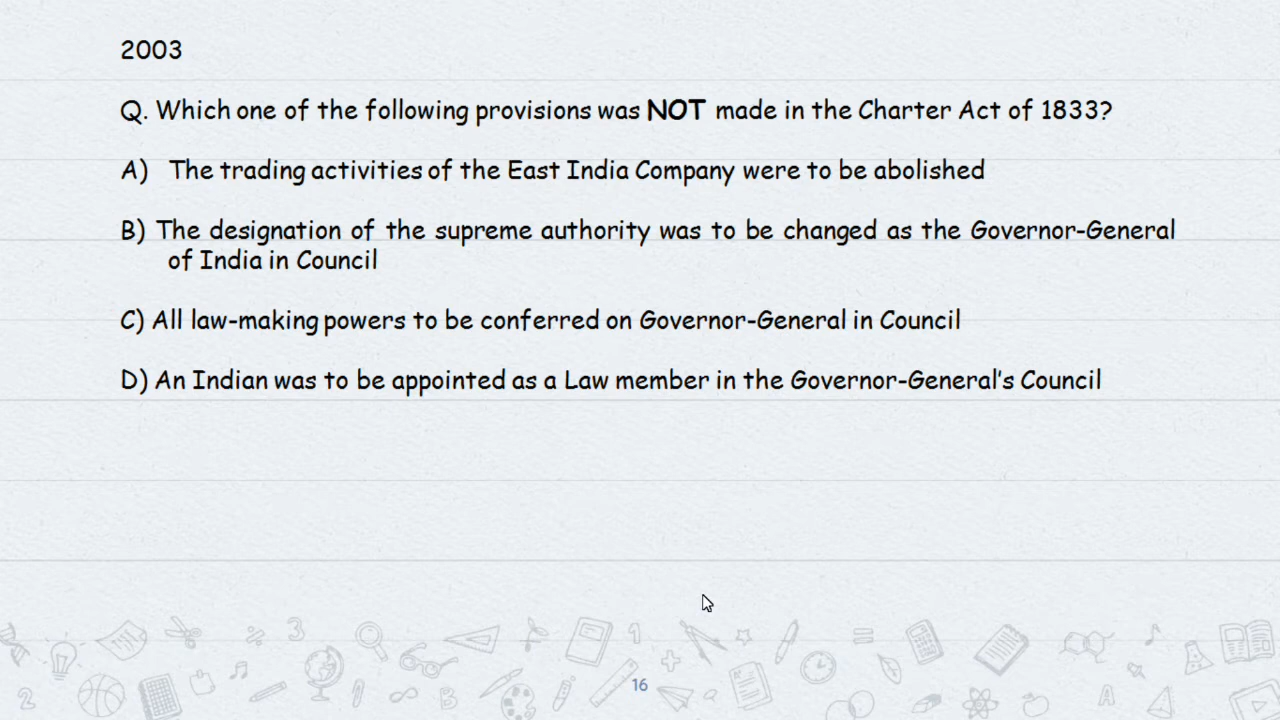 2003
Q. Which one of the following provisions was NOT made in the Charter Act of 1833?
A) The trading activities of the East India Company were to be abolished
B) The designation of the supreme authority was to be changed as the Governor-General
of India in Council
C) All law-making powers to be conferred on Governor-General in Council
D) An Indian was to be appointed as a Law member in the Governor-General's Council
16